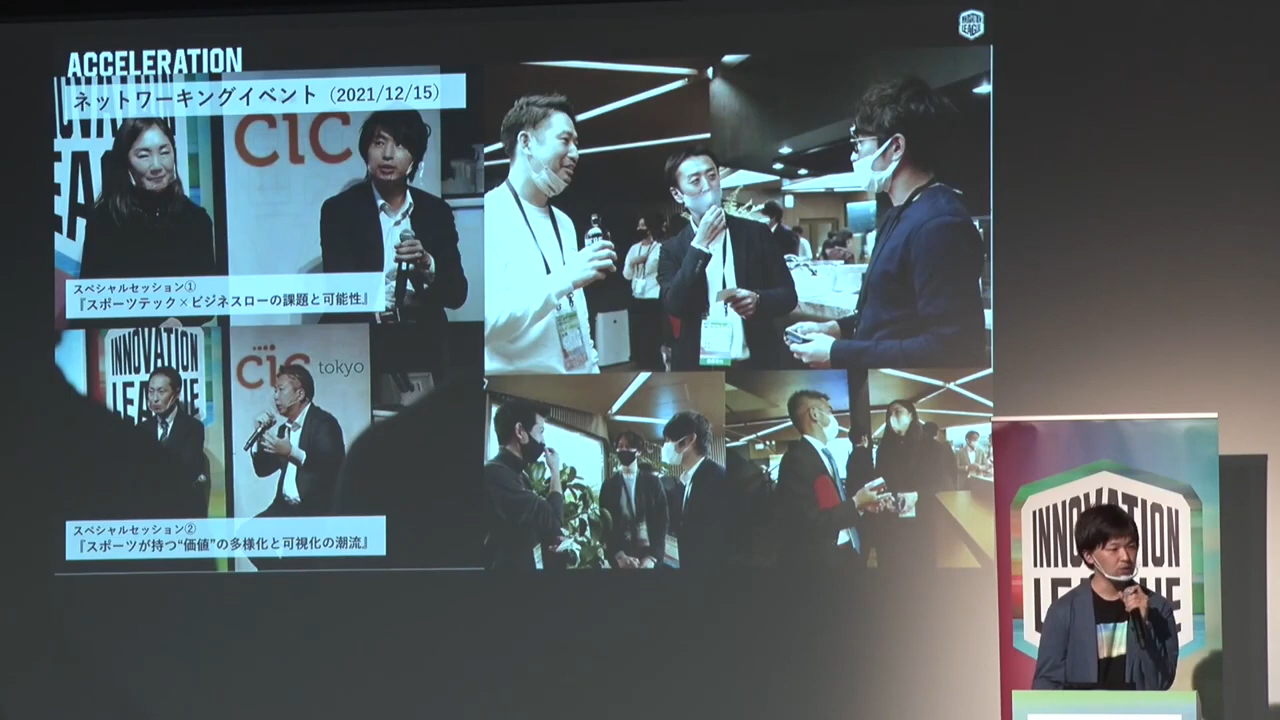 INNOVATION
LEAGUE
ACCELERATION
ネットワーキングイベント（2021/12/15）
CIC
スペシャルセッション①
『スポーツテック×ビジネスローの課題と可能性』
INNOVATION
LEAGUE
CIC
tokyo
スペシャルセッション②
『スポーツが持つ“価値”の多様化と可視化の潮流』
INNOVATION